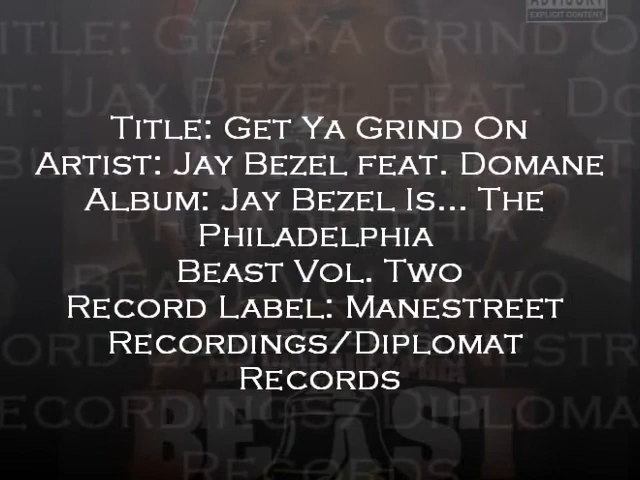 Title: Get Ya Grind On
Artist: Jay Bezel feat. Domane
Album: Jay Bezel Is... The
Philadelphia
Beast Vol. Two
Record Label: Manestreet
Recordings/Diplomat
Records